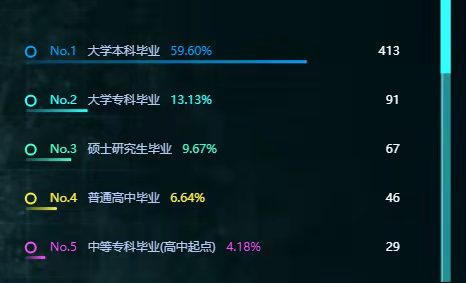 No.1 大学本科毕业 59.60% 413
No.2 大学专科毕业 13.13% 91
No.3 硕士研究生毕业 9.67% 67
No.4 普通高中毕业 6.64% 46
No.5 中等专科毕业(高中起点) 4.18% 29